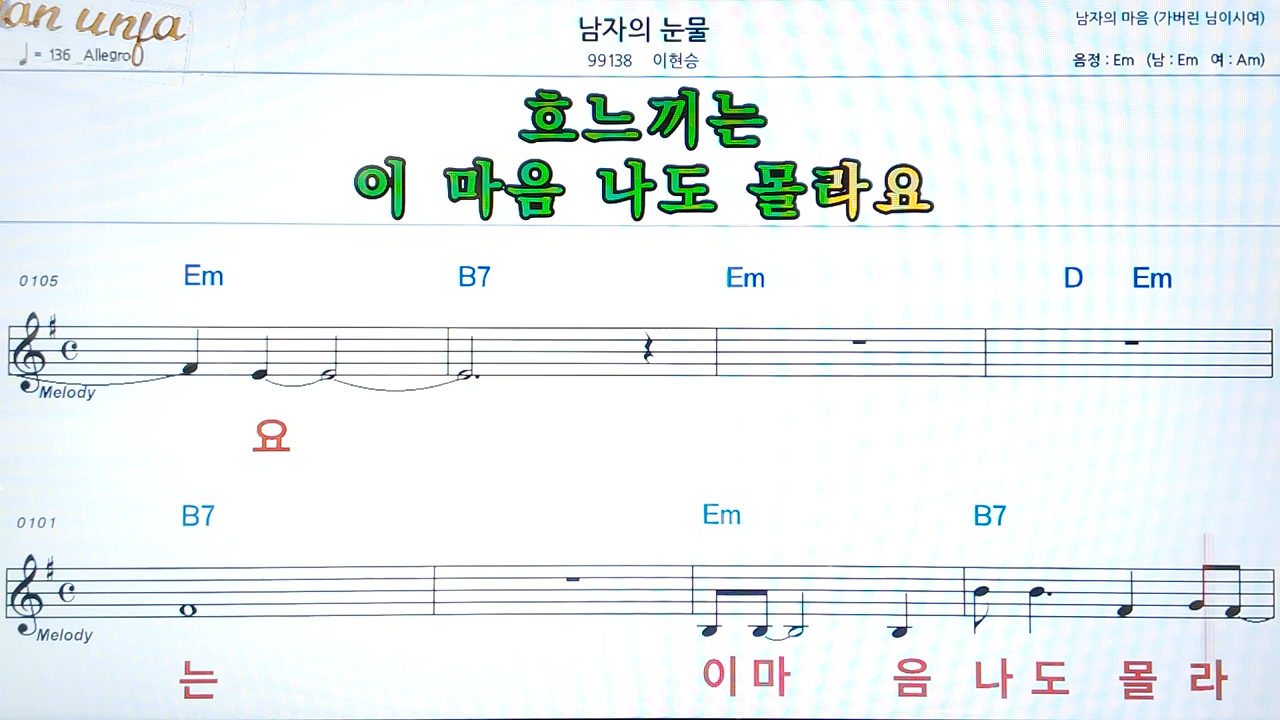 an unfa
남자의 눈물
남자의 마음 (가버린 님이시여)
♩ = 136 Allegro
99138 이현승
음정 : Em (남 : Em 여 : Am)
흐느끼는
이 마음 나도 몰라요
0105 Em B7 Em D Em
Melody
요
0101 B7 Em B7
Melody
는 이 마 음 나 도 몰 라